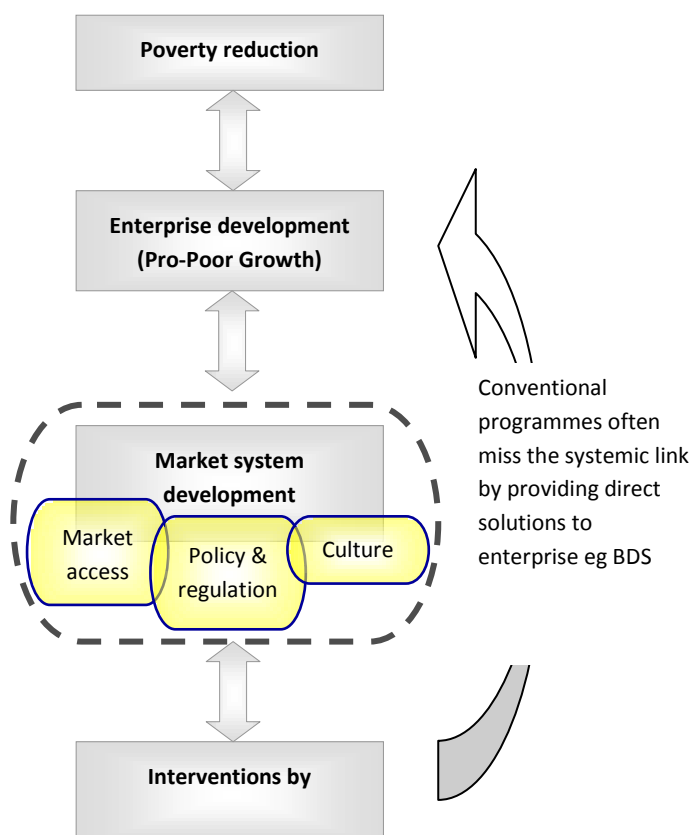 Poverty reduction
Enterprise development
(Pro-Poor Growth)
Conventional
programmes often
miss the systemic link
by providing direct
solutions to
enterprise eg BDS
Market system
development
Market
access
Policy &
regulation
Culture
Interventions by